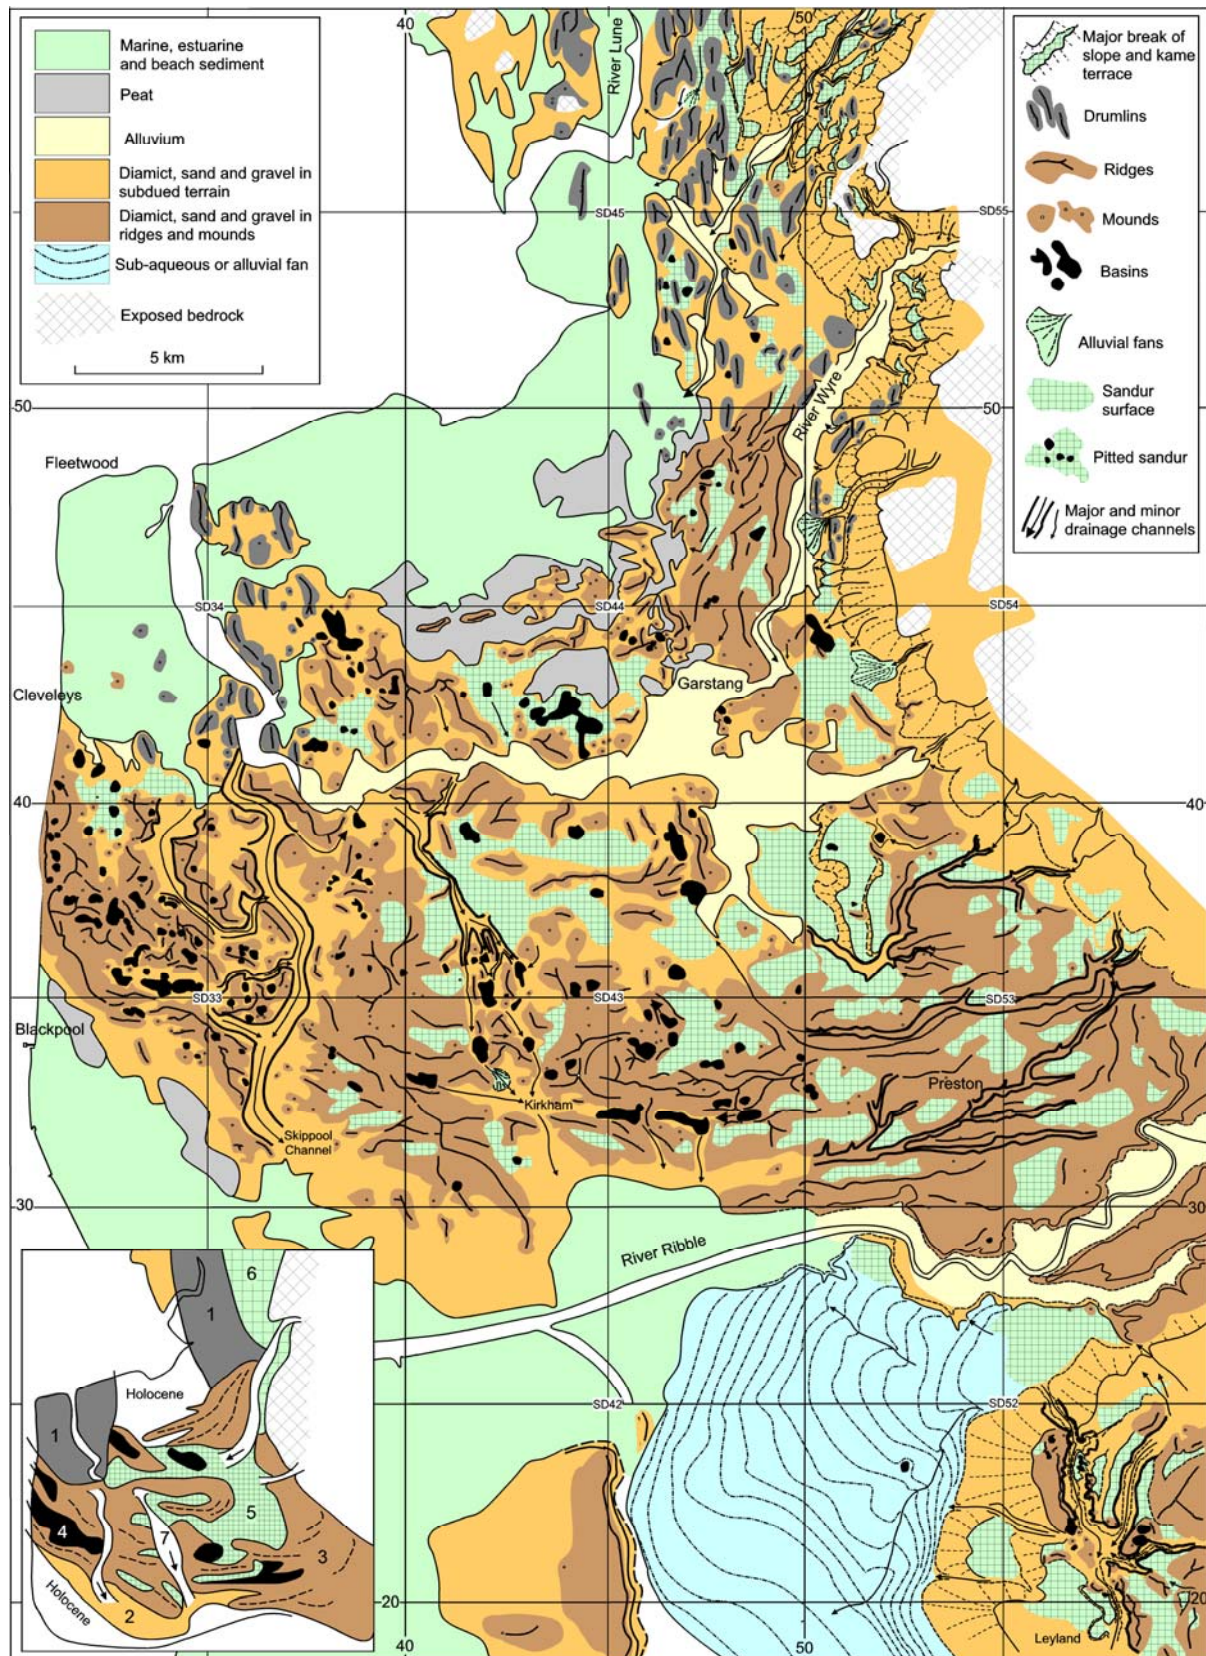 Marine, estuarine
and beach sediment
Peat
Alluvium
Diamict, sand and gravel in
subdued terrain
Diamict, sand and gravel in
ridges and mounds
Sub-aqueous or alluvial fan
Exposed bedrock
5 km
40
River Lune
50
Major break of
slope and kame
terrace
Drumlins
Ridges
Mounds
Basins
Alluvial fans
Sandur
surface
Pitted sandur
Major and minor
drainage channels
SD45
SD55
50
50
River Wyre
Fleetwood
SD34
SD44
SD54
Cleveleys
Garstang
40
40
SD33
SD43
SD53
Blackpool
Preston
Kirkham
Skippool
Channel
30
30
River Ribble
6
1
Holocene
1
SD42
SD52
5
4
7
3
2
Holocene
20
20
40
50
Leyland